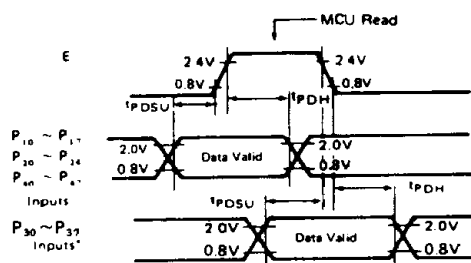 MCU Read
E
2.4V
2.4V
0.8V
0.8V
tPDSU
tPDH
P10 ~ P17
P20 ~ P24
P40 ~ P47
Inputs
2.0V
0.8V
Data Valid
2.0V
0.8V
tPDSU
tPDH
P30 ~ P37
Inputs*
2.0V
0.8V
Data Valid
2.0V
0.8V